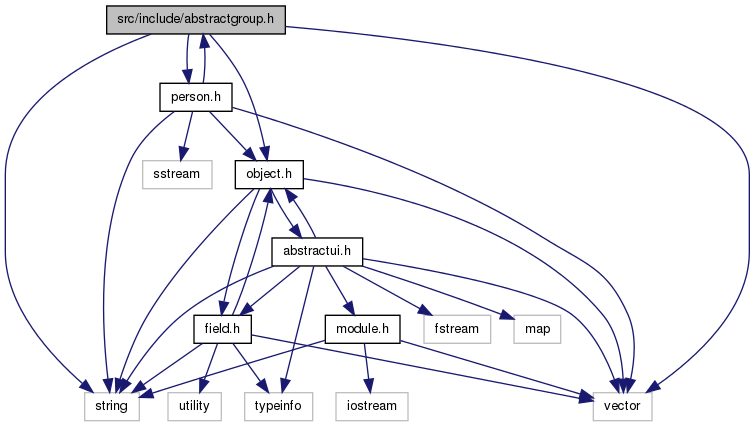 src/include/abstractgroup.h
person.h
sstream
object.h
abstractui.h
field.h
module.h
fstream
map
string
utility
typeinfo
iostream
vector